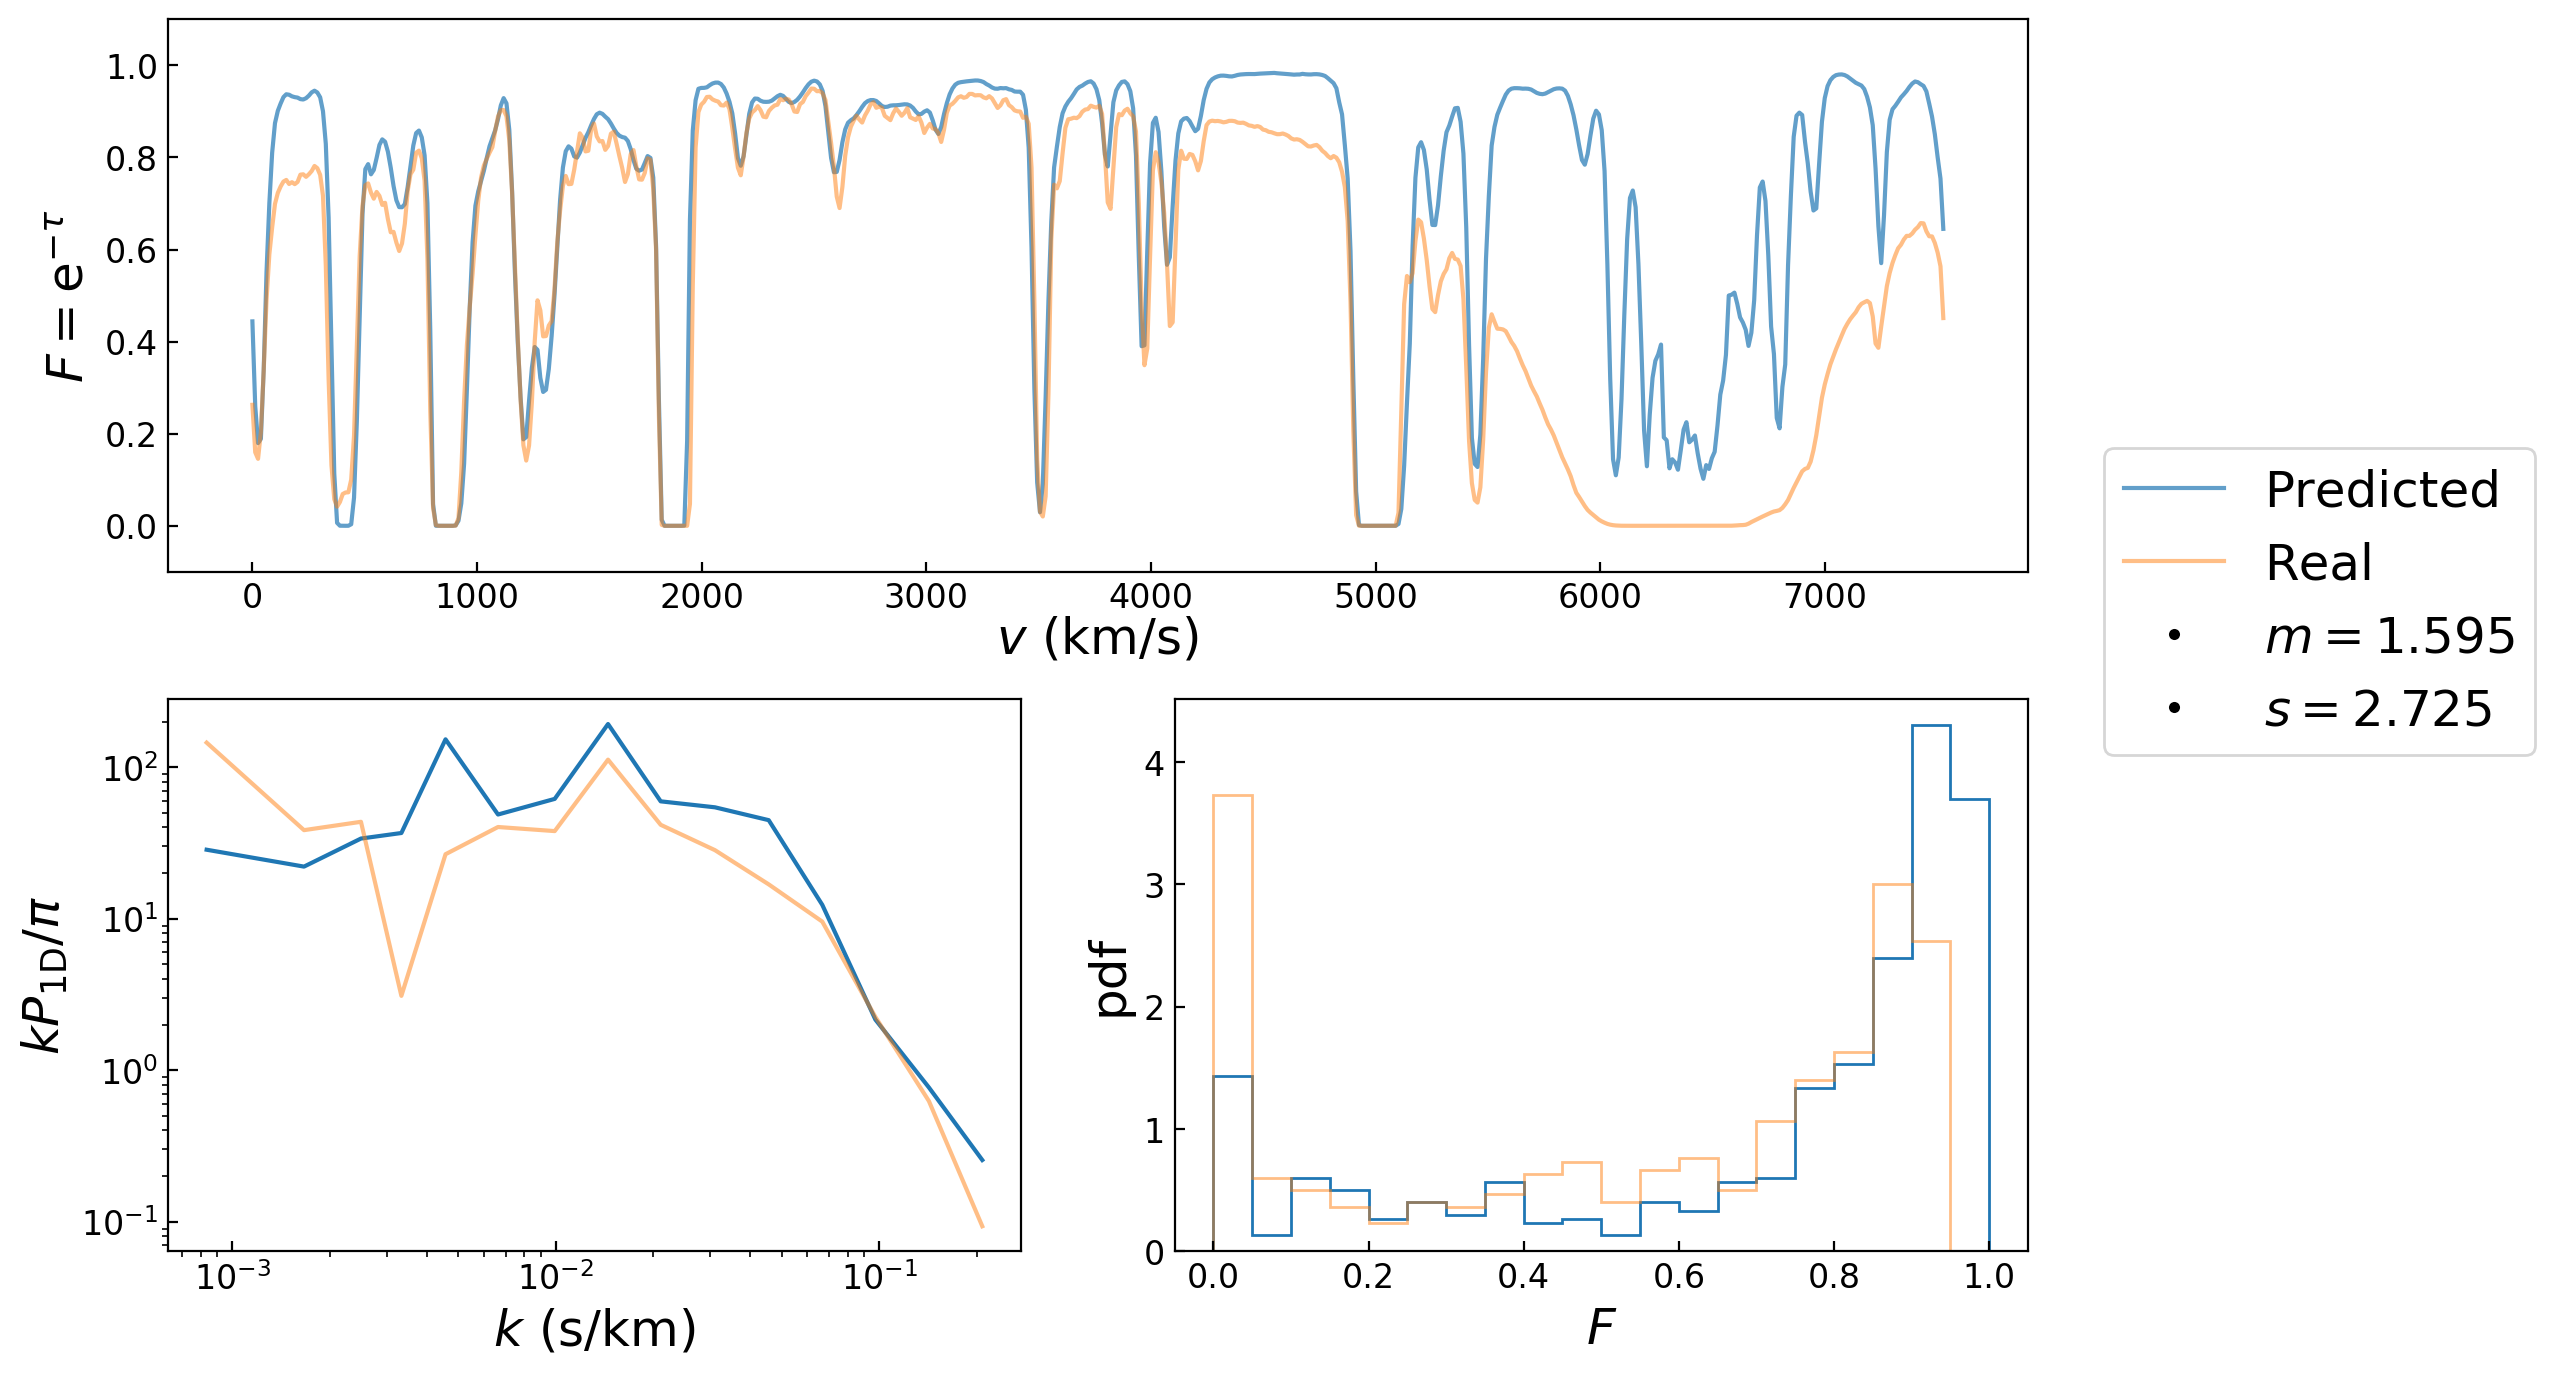 1.0
0.8
0.6
0.4
0.2
0.0
F = e^{−τ}
0 1000 2000 3000 4000 5000 6000 7000
v (km/s)
Predicted
Real
m = 1.595
s = 2.725
10^2
10^1
10^0
10^{−1}
kP_{1D}/π
10^{−3} 10^{−2} 10^{−1}
k (s/km)
4
3
2
1
0
pdf
0.0 0.2 0.4 0.6 0.8 1.0
F